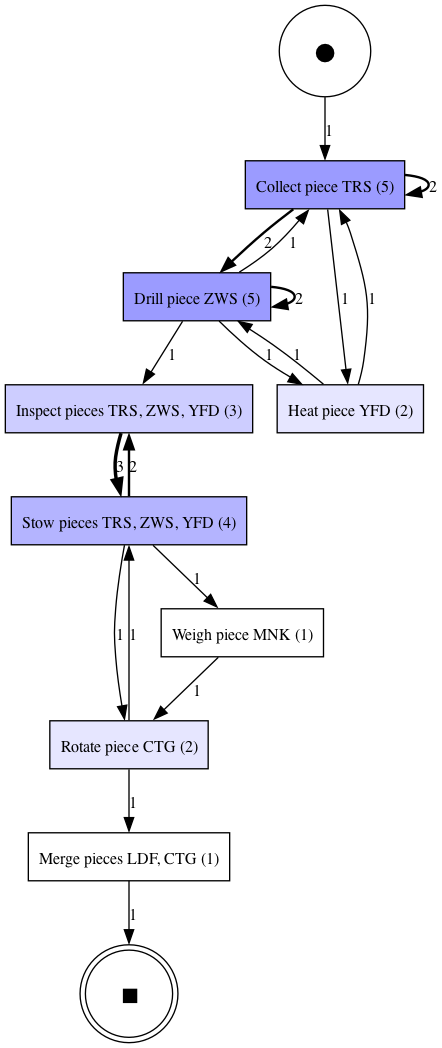 1
Collect piece TRS (5)
2
2
1
Drill piece ZWS (5)
2
1
1
1
1
1
Inspect pieces TRS, ZWS, YFD (3)
Heat piece YFD (2)
3
2
Stow pieces TRS, ZWS, YFD (4)
1
1
1
Weigh piece MNK (1)
1
Rotate piece CTG (2)
1
Merge pieces LDF, CTG (1)
1